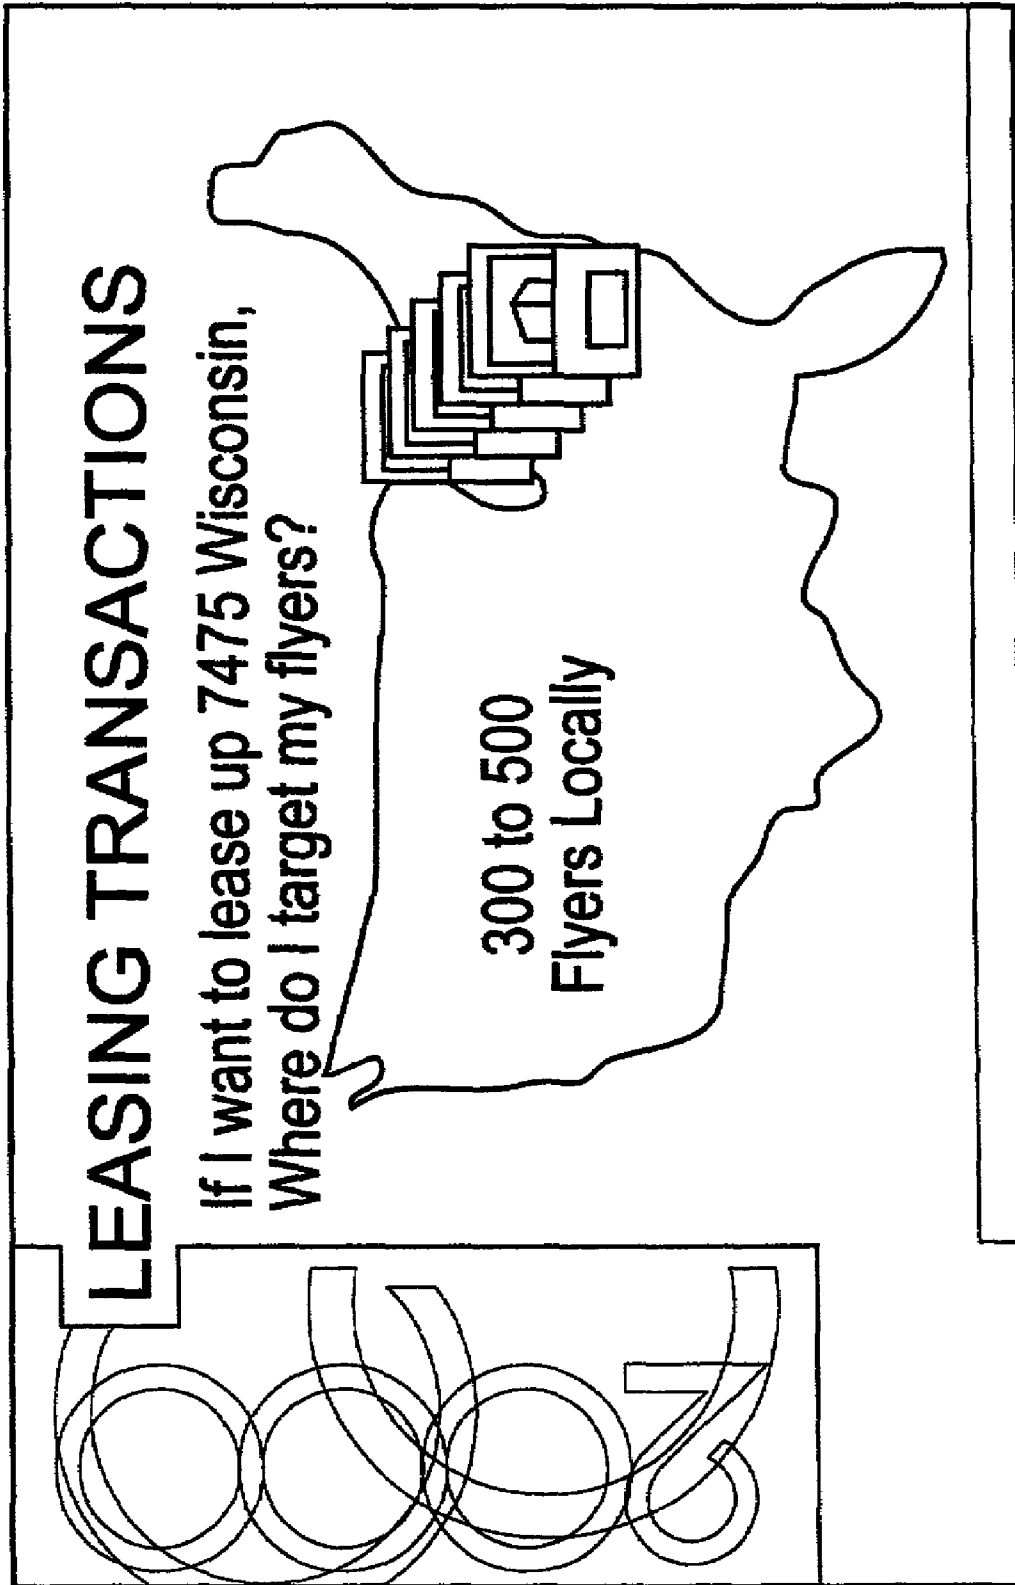 LEASING TRANSACTIONS
If I want to lease up 7475 Wisconsin,
Where do I target my flyers?
300 to 500
Flyers Locally